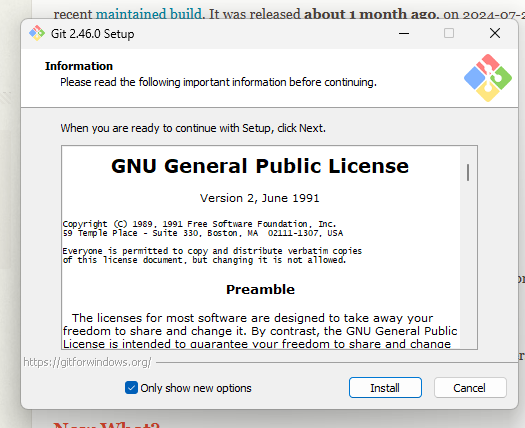 recent maintained build. It was released about 1 month ago, on 2024-07-2
Git 2.46.0 Setup
Information
Please read the following important information before continuing.
When you are ready to continue with Setup, click Next.
GNU General Public License
Version 2, June 1991
Copyright (C) 1989, 1991 Free Software Foundation, Inc.
59 Temple Place - Suite 330, Boston, MA  02111-1307, USA
Everyone is permitted to copy and distribute verbatim copies
of this license document, but changing it is not allowed.
Preamble
The licenses for most software are designed to take away your
freedom to share and change it. By contrast, the GNU General Public
License is intended to guarantee your freedom to share and change
https://gitforwindows.org/
Only show new options
Install
Cancel
Now What?